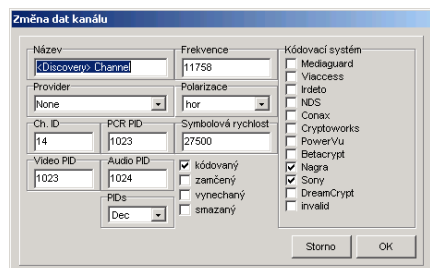 Změna dat kanálu
Název
<Discovery> Channel
Frekvence
11758
Provider
None
Polarizace
hor
Ch. ID
14
PCR PID
1023
Symbolová rychlost
27500
Video PID
1023
Audio PID
1024
PIDs
Dec
kódovaný
zamčený
vynechaný
smazaný
Kódovací systém
Mediaguard
Viaccess
Irdeto
NDS
Conax
Cryptoworks
PowerVu
Betacrypt
Nagra
Sony
DreamCrypt
invalid
Storno
OK